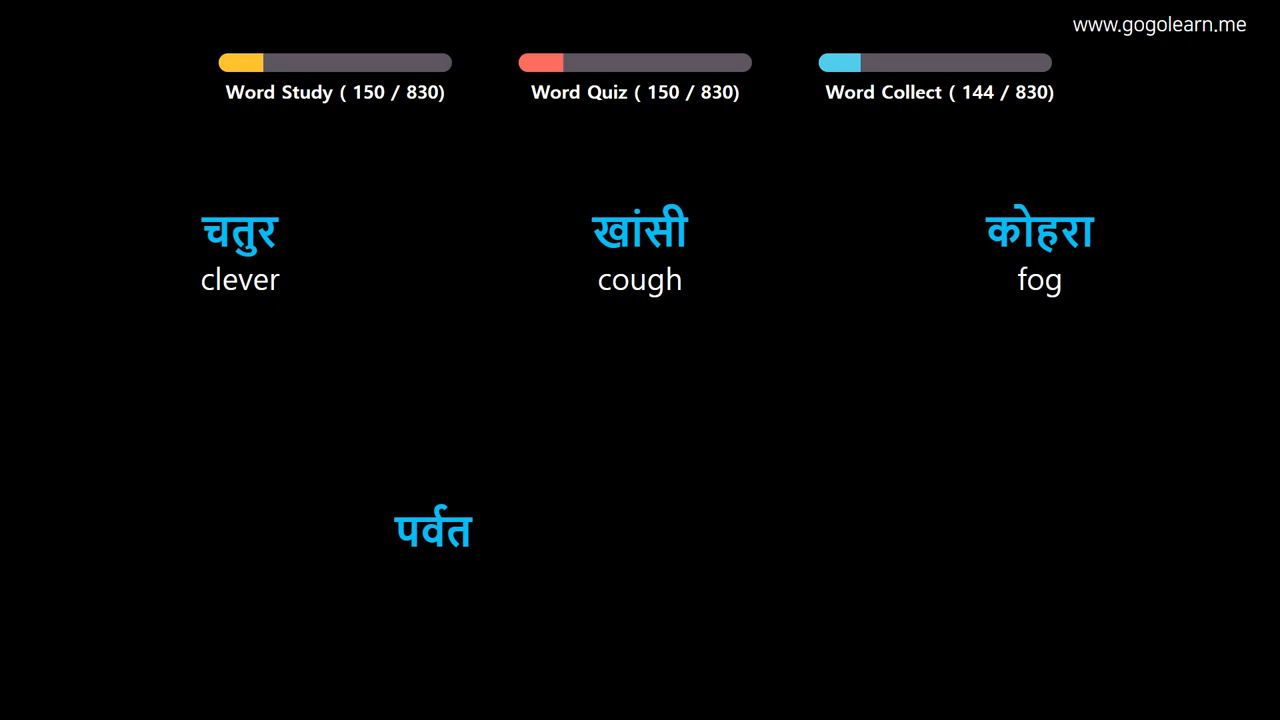 www.gogolearn.me
Word Study ( 150 / 830)
Word Quiz ( 150 / 830)
Word Collect ( 144 / 830)
चतुर
clever
खांसी
cough
कोहरा
fog
पर्वत